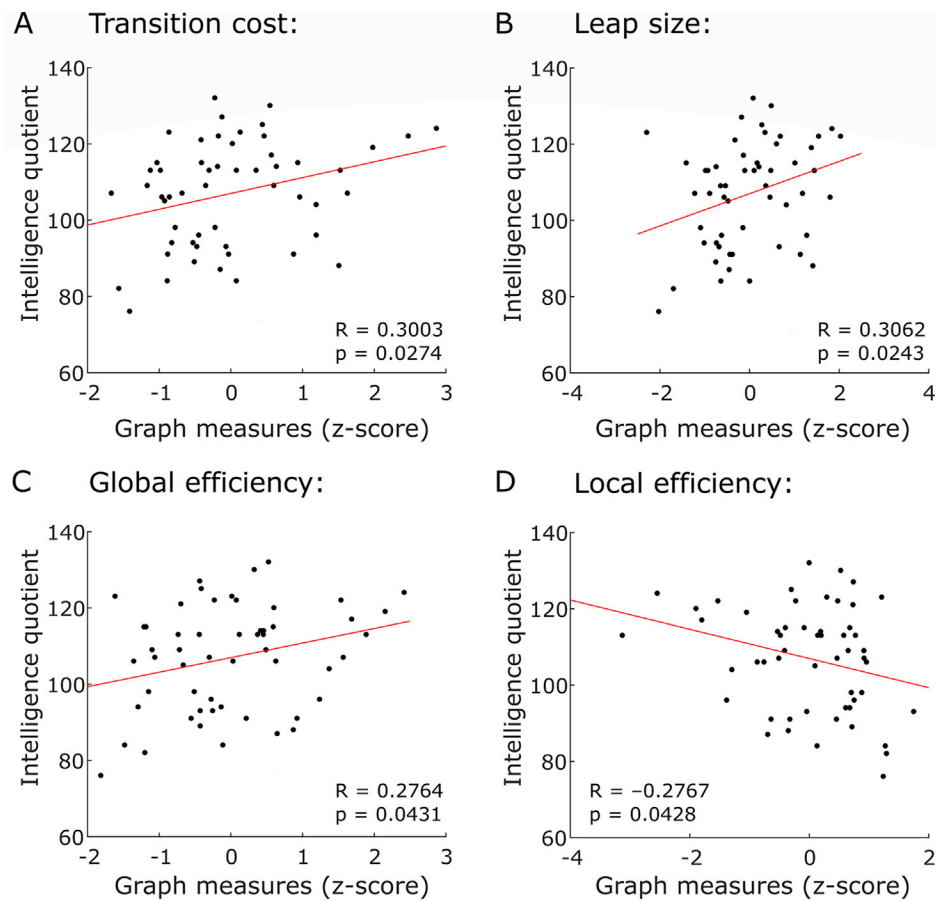 A Transition cost:
140
120
100
80
60
Intelligence quotient
R = 0.3003
p = 0.0274
-2 -1 0 1 2 3
Graph measures (z-score)
B Leap size:
140
120
100
80
60
Intelligence quotient
R = 0.3062
p = 0.0243
-4 -2 0 2 4
Graph measures (z-score)
C Global efficiency:
140
120
100
80
60
Intelligence quotient
R = 0.2764
p = 0.0431
-2 -1 0 1 2 3
Graph measures (z-score)
D Local efficiency:
140
120
100
80
60
Intelligence quotient
R = –0.2767
p = 0.0428
-4 -2 0 2
Graph measures (z-score)